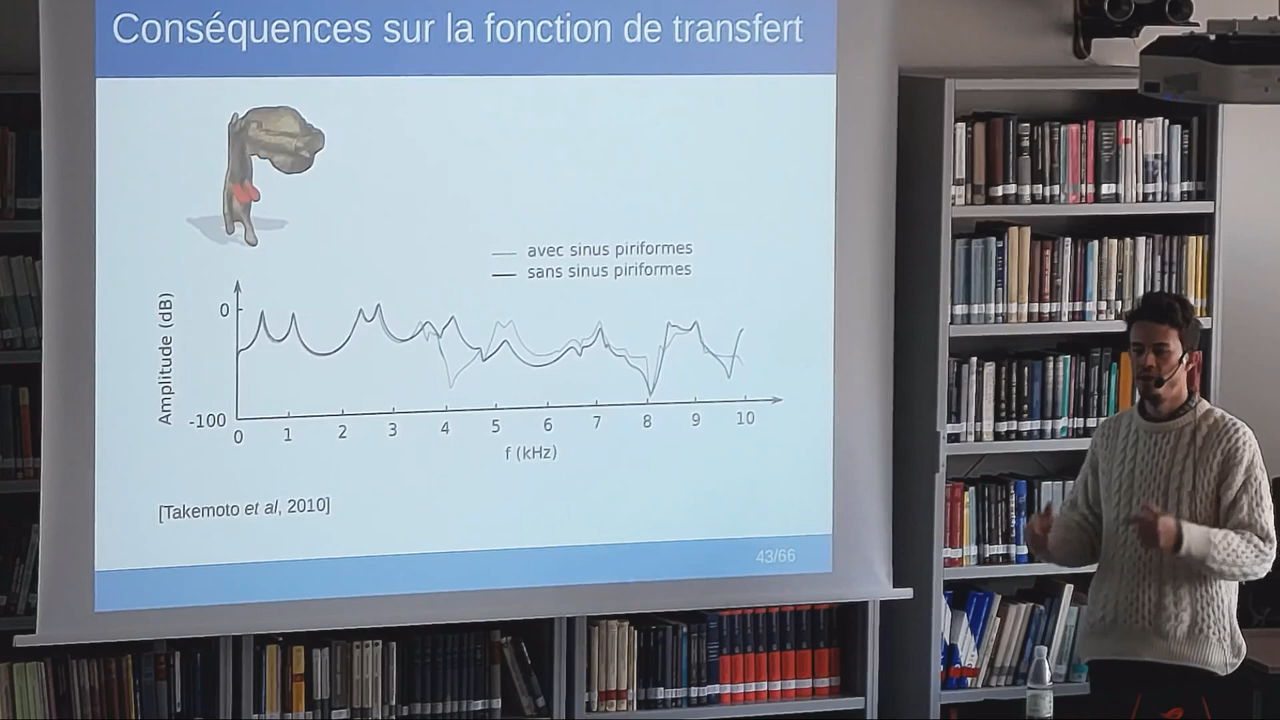 Conséquences sur la fonction de transfert
avec sinus piriformes
sans sinus piriformes
Amplitude (dB)
0
-100
0 1 2 3 4 5 6 7 8 9 10
f (kHz)
[Takemoto et al, 2010]
43/66